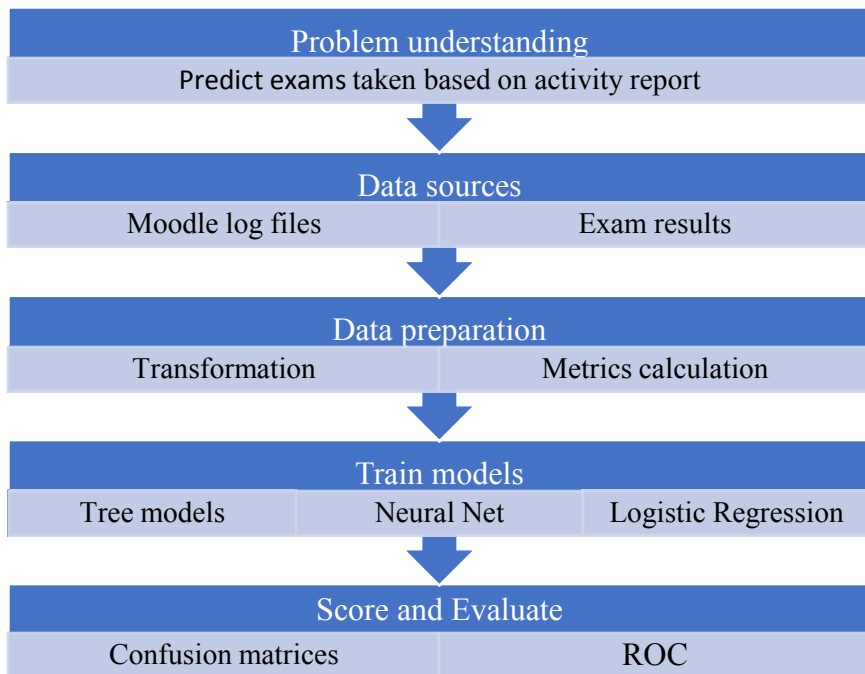 Problem understanding
Predict exams taken based on activity report
Data sources
Moodle log files
Exam results
Data preparation
Transformation
Metrics calculation
Train models
Tree models
Neural Net
Logistic Regression
Score and Evaluate
Confusion matrices
ROC